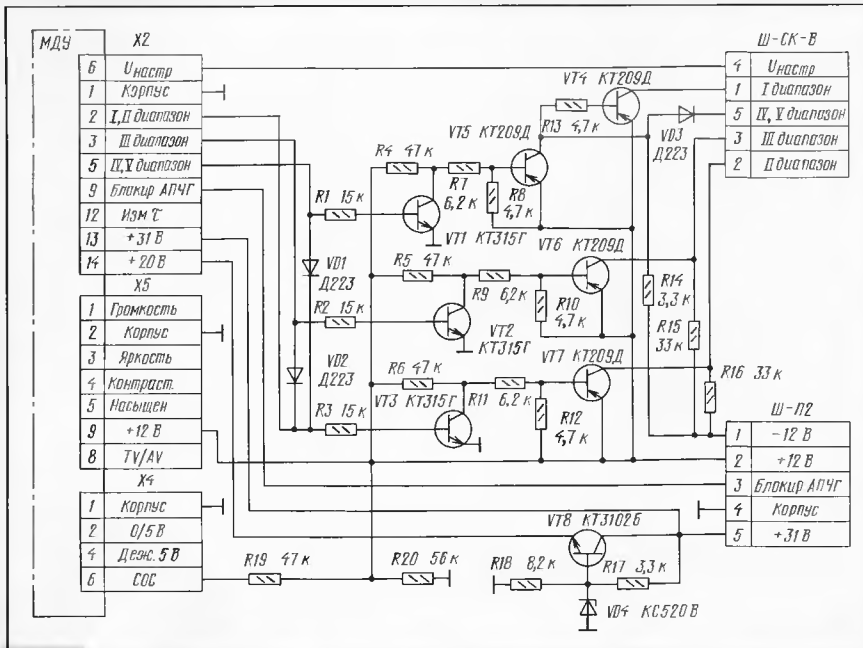 МДУ
X2
6 Uнастр
1 Корпус
2 I,II диапазон
3 III диапазон
5 IV,V диапазон
9 Блокир АПЧГ
12 Изм τ
13 +31 В
14 +20 В
X5
1 Громкость
2 Корпус
3 Яркость
4 Контраст.
5 Насыщен
9 +12 В
8 TV/AV
X4
1 Корпус
2 0/5 В
4 Деж. 5 В
6 СОС
R1 15 к
VD1
Д223
R2 15 к
VD2
Д223
R3 15 к
R4 47 к
R7
6,2 к
VT5 КТ209Д
R8
4,7 к
VT1 КТ315Г
R13 4,7 к
VT4 КТ209Д
VD3
Д223
R5 47 к
R9 6,2 к
VT6
КТ209Д
R10
4,7 к
VT2
КТ315Г
R14
3,3 к
R15
33 к
R16 33 к
R6 47 к
VT3 КТ315Г
R11 6,2 к
VT7
КТ209Д
R12
4,7 к
VT8 КТ3102Б
R19 47 к
R20 56 к
R18 8,2 к
R17 3,3 к
VD4 КС520В
Ш-СК-В
4 Uнастр
1 I диапазон
5 IV, V диапазон
3 III диапазон
2 II диапазон
Ш-П2
1 -12 В
2 +12 В
3 Блокир АПЧГ
4 Корпус
5 +31 В